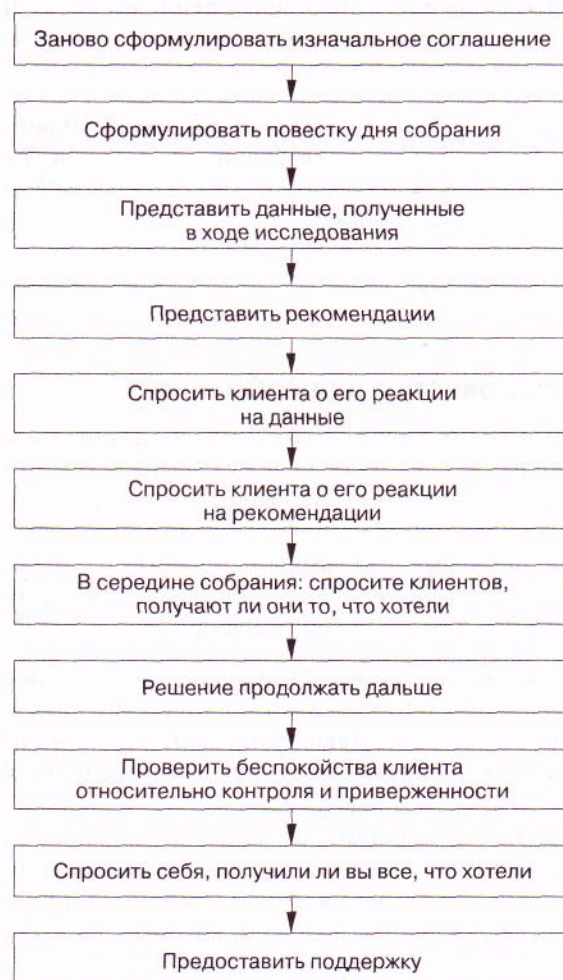 Заново сформулировать изначальное соглашение
Сформулировать повестку дня собрания
Представить данные, полученные
в ходе исследования
Представить рекомендации
Спросить клиента о его реакции
на данные
Спросить клиента о его реакции
на рекомендации
В середине собрания: спросите клиентов,
получают ли они то, что хотели
Решение продолжать дальше
Проверить беспокойства клиента
относительно контроля и приверженности
Спросить себя, получили ли вы все, что хотели
Предоставить поддержку